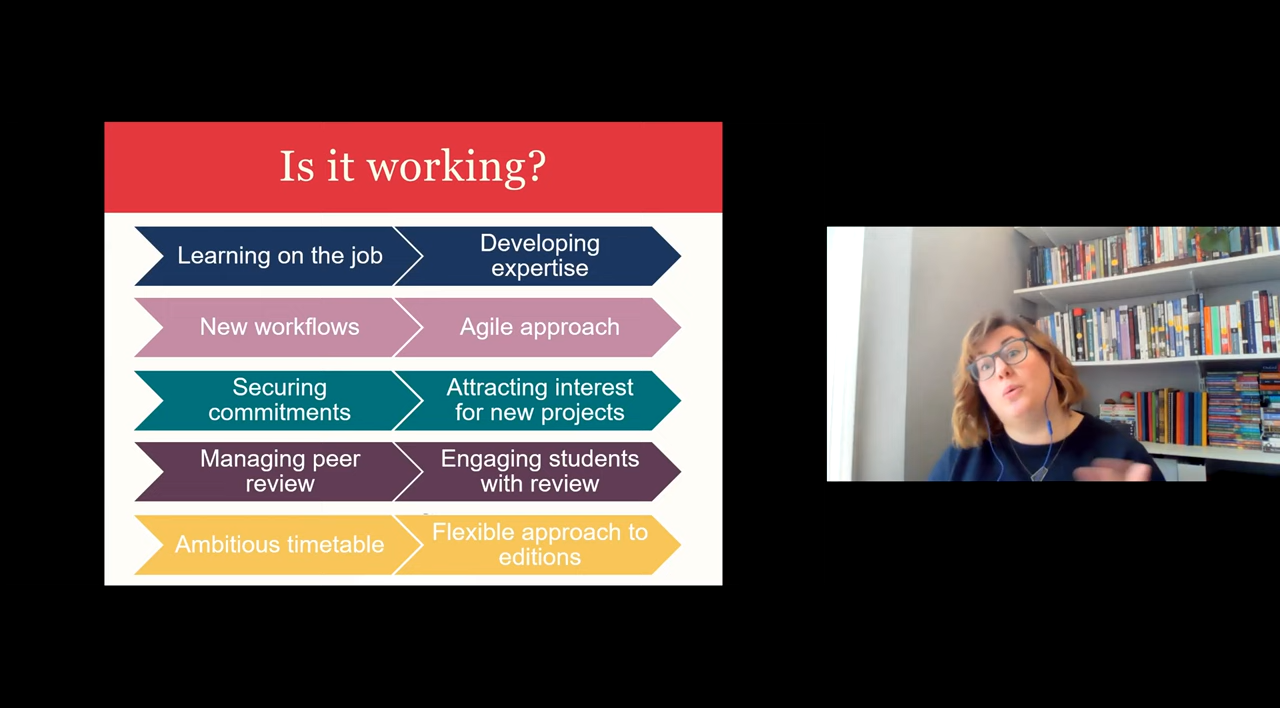 Is it working?
Learning on the job
Developing
expertise
New workflows
Agile approach
Securing
commitments
Attracting interest
for new projects
Managing peer
review
Engaging students
with review
Ambitious timetable
Flexible approach to
editions